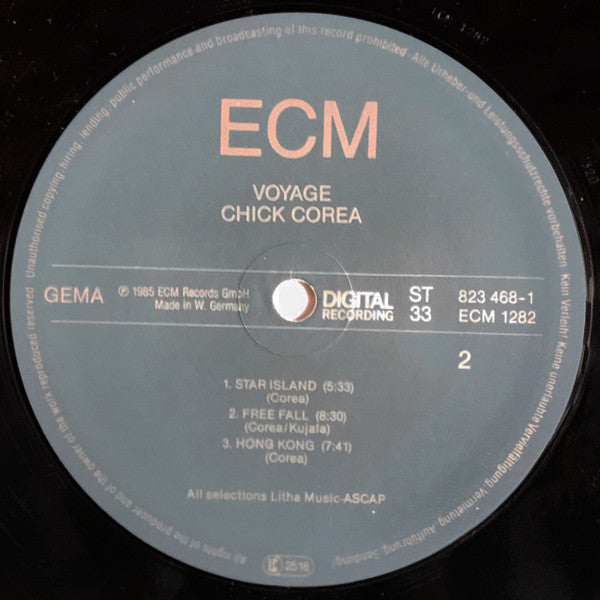 Unauthorised copying, hiring, lending, public performance and broadcasting of this record prohibited · Alle Urheber- und Leistungsschutzrechte vorbehalten · Kein Verleih! Keine unerlaubte Vervielfältigung, Vermietung, Aufführung, Sendung!
ECM
VOYAGE
CHICK COREA
GEMA
℗ 1985 ECM Records GmbH
Made in W. Germany
DIGITAL
RECORDING
ST
33
823 468-1
ECM 1282
2
1. STAR ISLAND (5:33)
(Corea)
2. FREE FALL (8:30)
(Corea/Kujala)
3. HONG KONG (7:41)
(Corea)
All selections Litha Music-ASCAP
All rights of the producer and of the owner of the work reproduced reserved
LC 2516